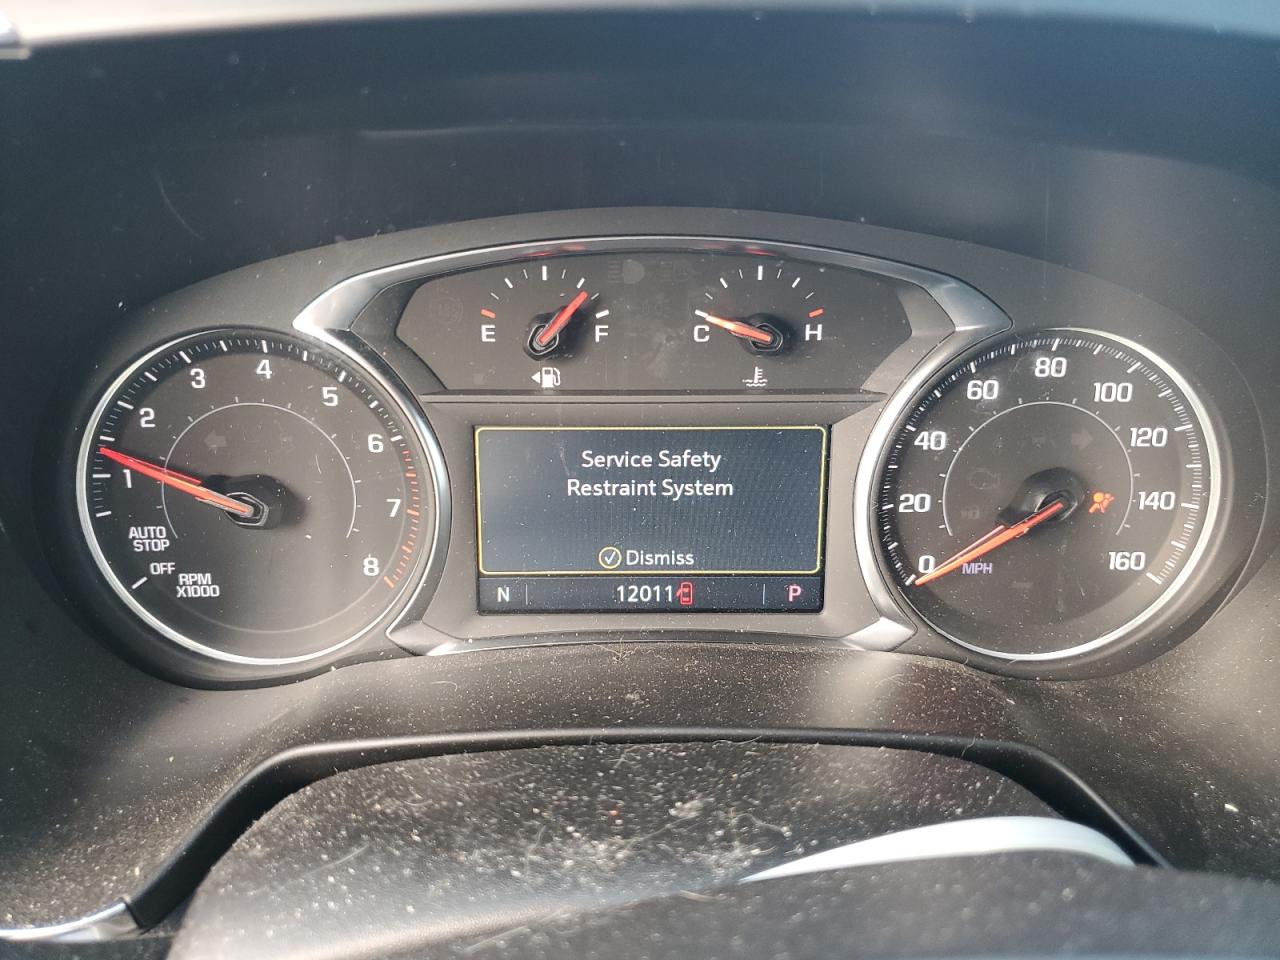 E F
C H
1 2 3 4 5 6 7 8
AUTO
STOP
OFF
RPM
X1000
Service Safety
Restraint System
Dismiss
N 12011 P
0 20 40 60 80 100 120 140 160
MPH